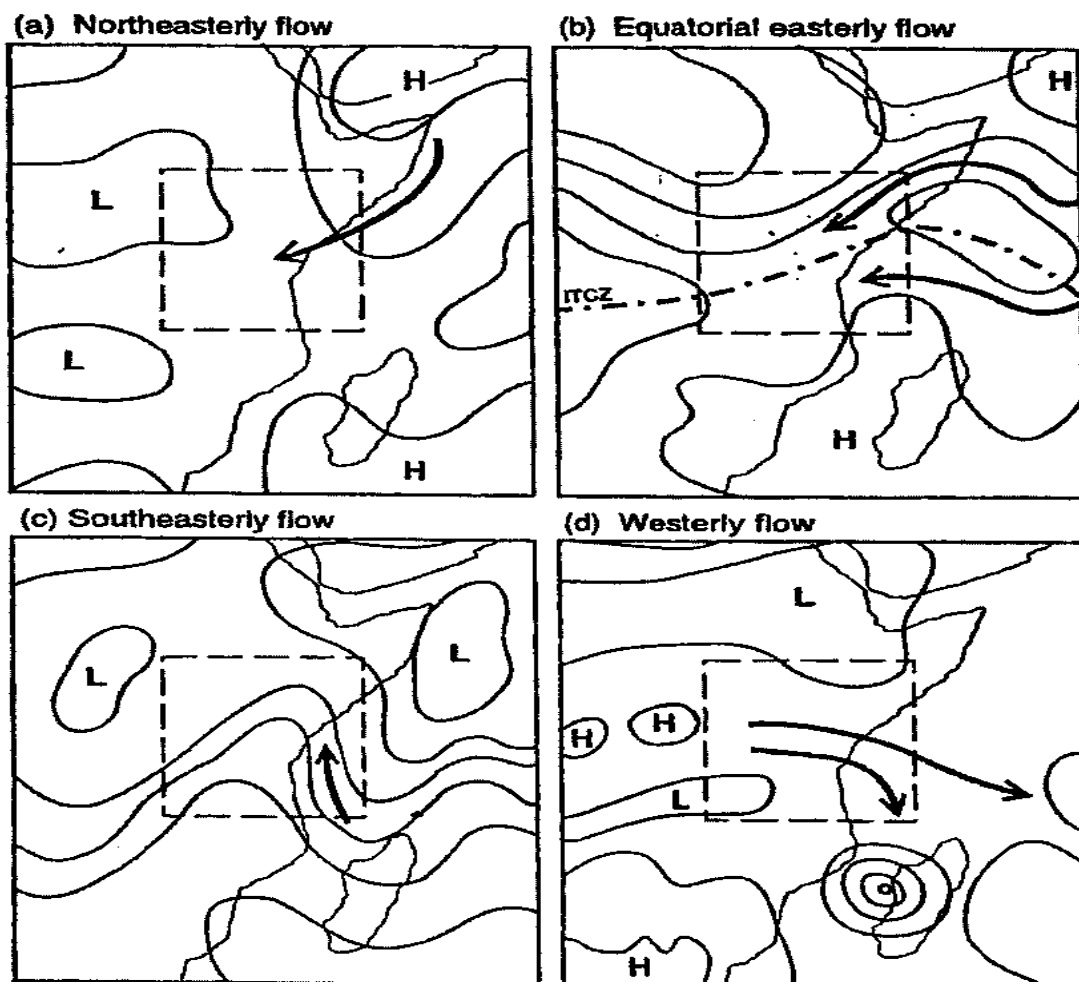 (a) Northeasterly flow
H
L
L
H
(b) Equatorial easterly flow
H
ITCZ
H
(c) Southeasterly flow
L
L
(d) Westerly flow
L
H
H
L
H